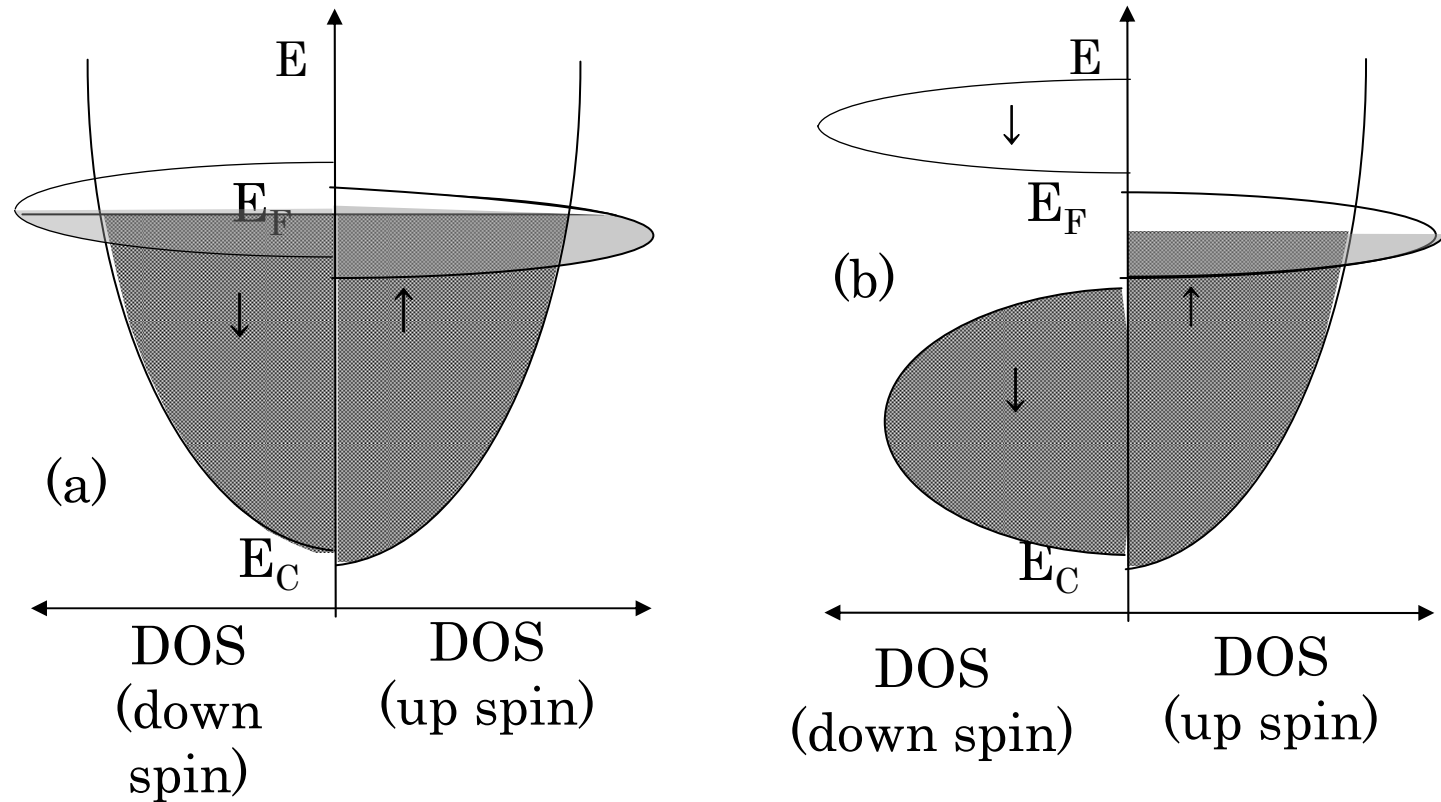 E
E_F
↓
↑
(a)
E_C
DOS
(down
spin)
DOS
(up spin)
E
↓
E_F
(b)
↑
↓
E_C
DOS
(down spin)
DOS
(up spin)